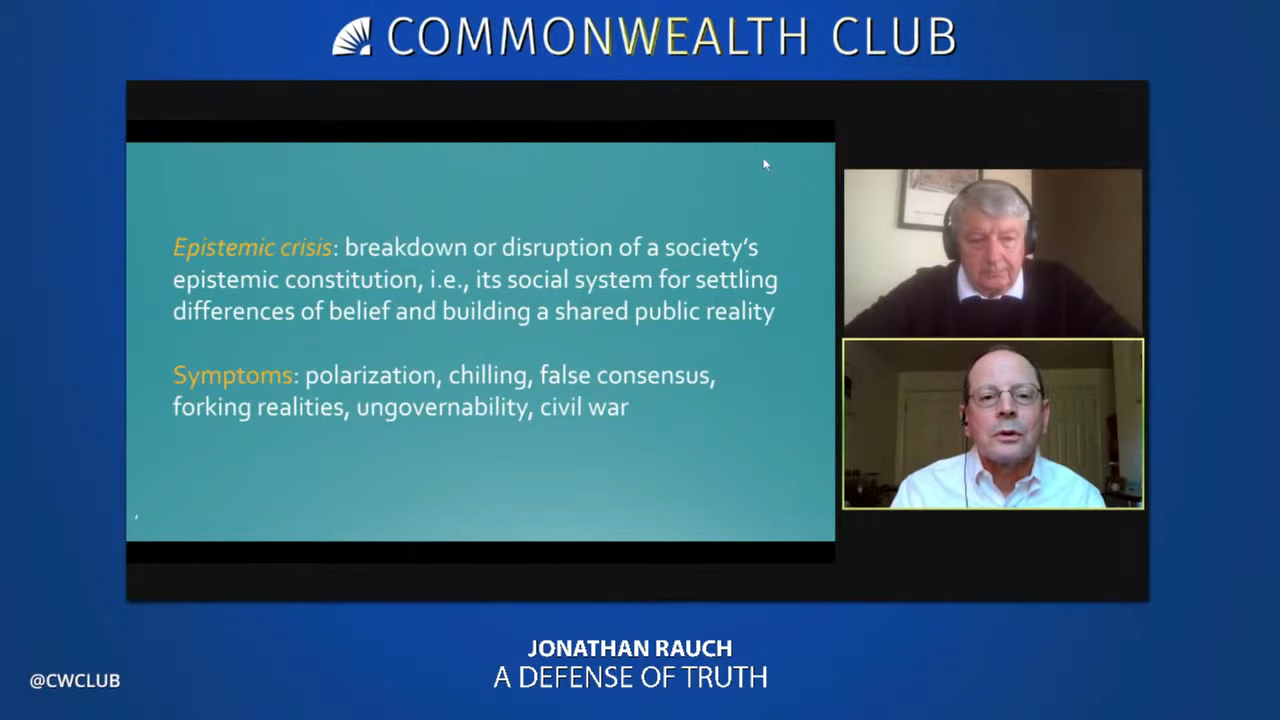 COMMONWEALTH CLUB
Epistemic crisis: breakdown or disruption of a society's
epistemic constitution, i.e., its social system for settling
differences of belief and building a shared public reality
Symptoms: polarization, chilling, false consensus,
forking realities, ungovernability, civil war
JONATHAN RAUCH
A DEFENSE OF TRUTH
@CWCLUB